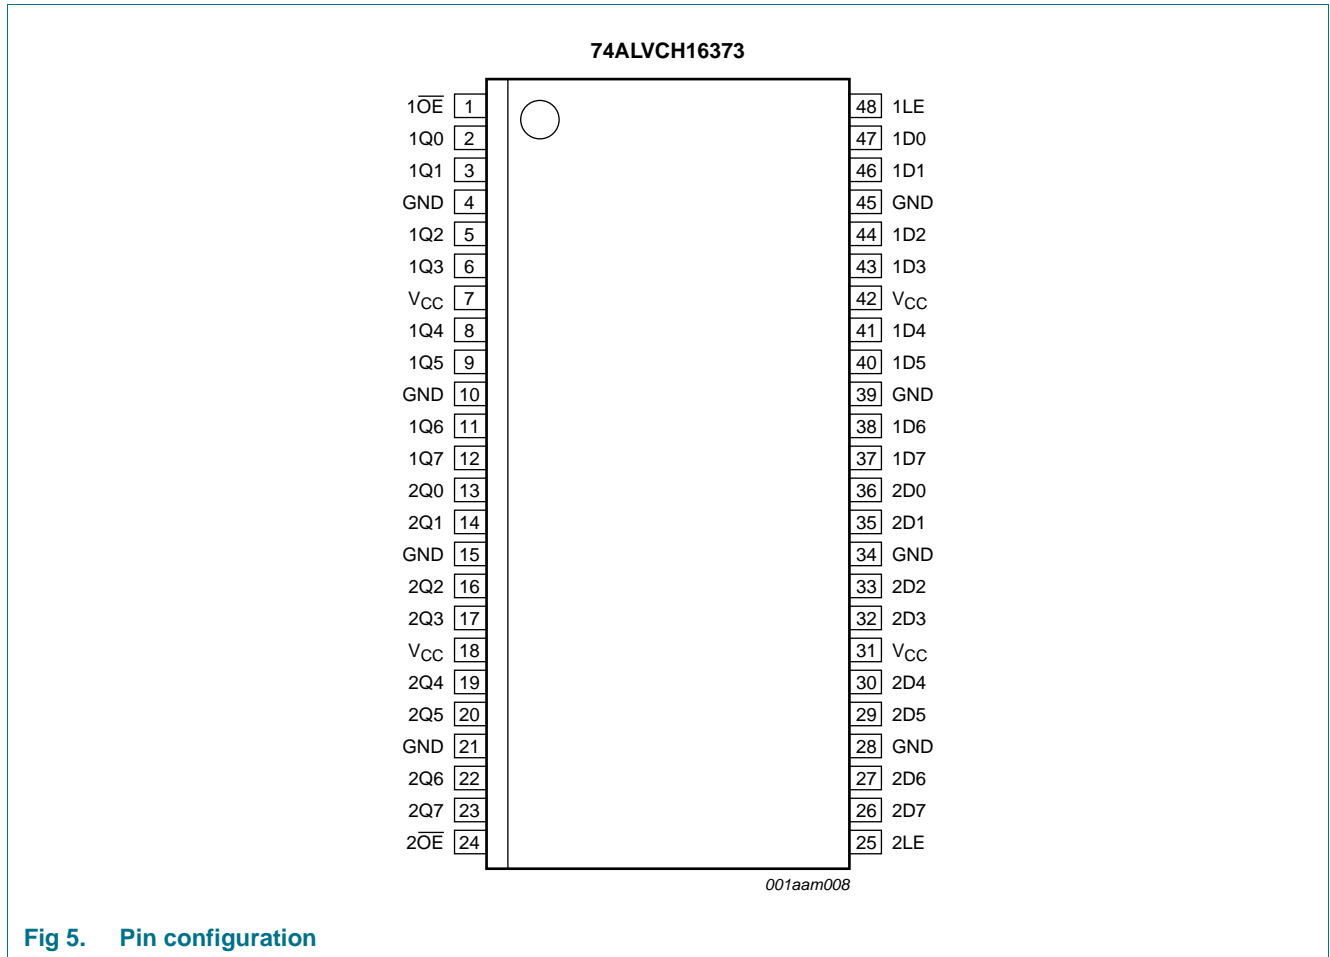 74ALVCH16373
1O̅E̅ 1 48 1LE
1Q0 2 47 1D0
1Q1 3 46 1D1
GND 4 45 GND
1Q2 5 44 1D2
1Q3 6 43 1D3
VCC 7 42 VCC
1Q4 8 41 1D4
1Q5 9 40 1D5
GND 10 39 GND
1Q6 11 38 1D6
1Q7 12 37 1D7
2Q0 13 36 2D0
2Q1 14 35 2D1
GND 15 34 GND
2Q2 16 33 2D2
2Q3 17 32 2D3
VCC 18 31 VCC
2Q4 19 30 2D4
2Q5 20 29 2D5
GND 21 28 GND
2Q6 22 27 2D6
2Q7 23 26 2D7
2O̅E̅ 24 25 2LE
001aam008
Fig 5. Pin configuration